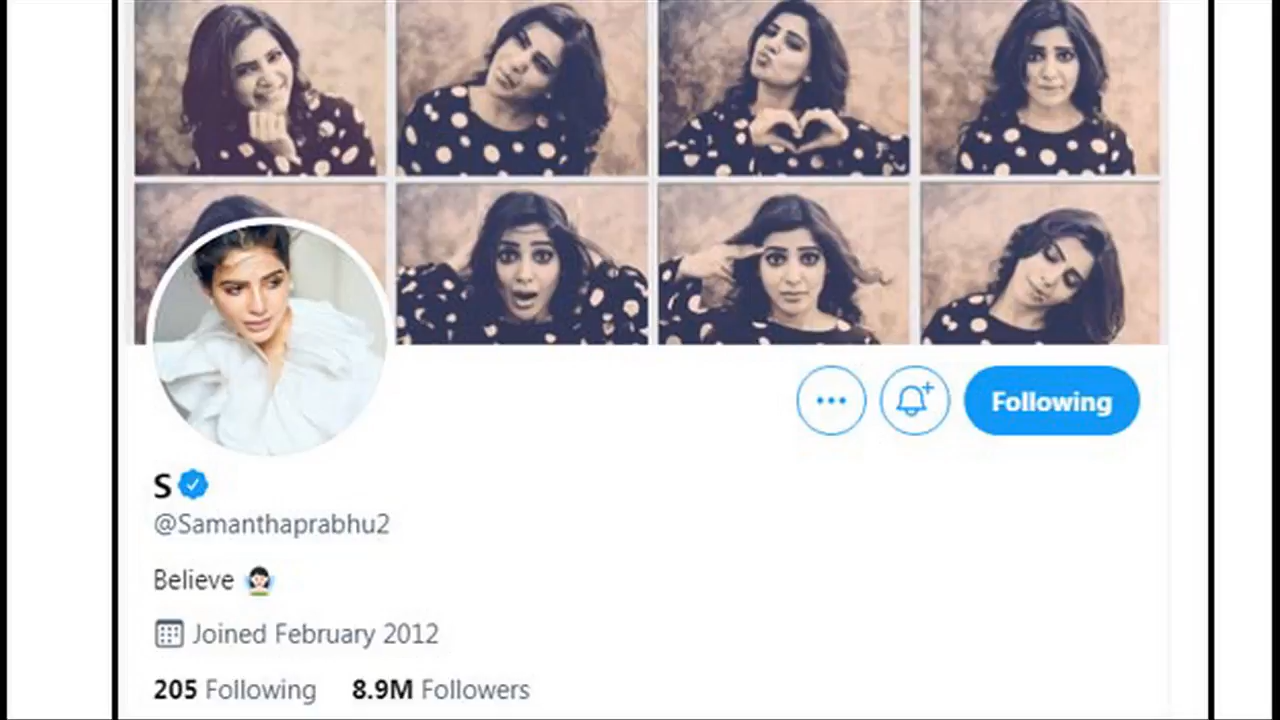 Following
S
@Samanthaprabhu2
Believe
Joined February 2012
205 Following 8.9M Followers